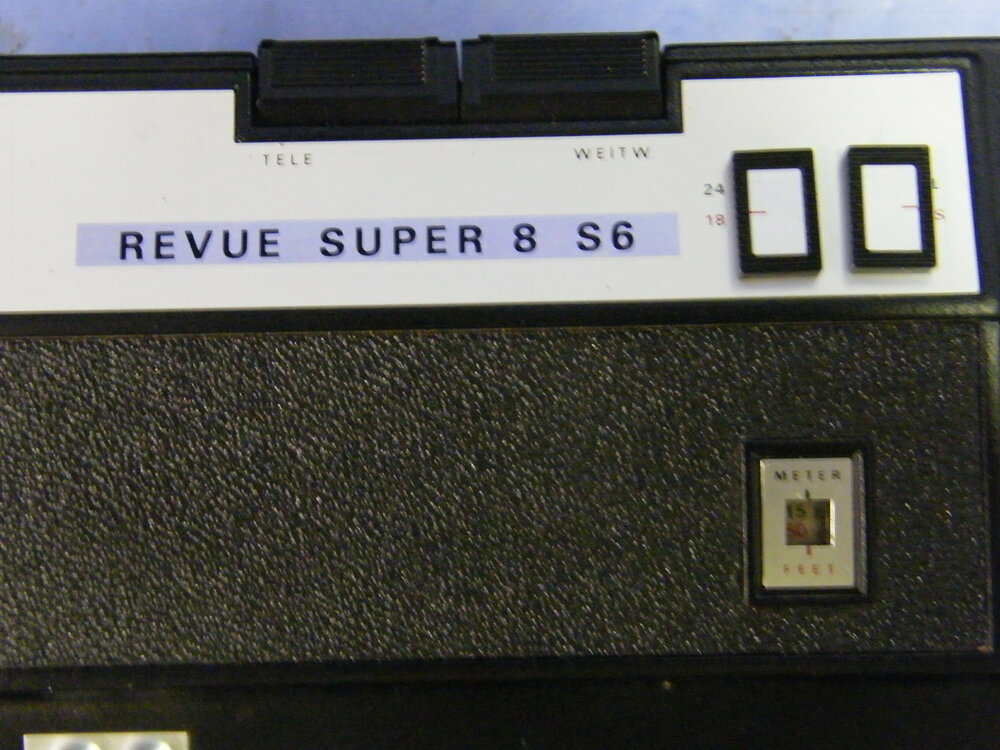 TELE
WEITW
24
L
18
S
REVUE SUPER 8 S6
METER
15
50
FEET